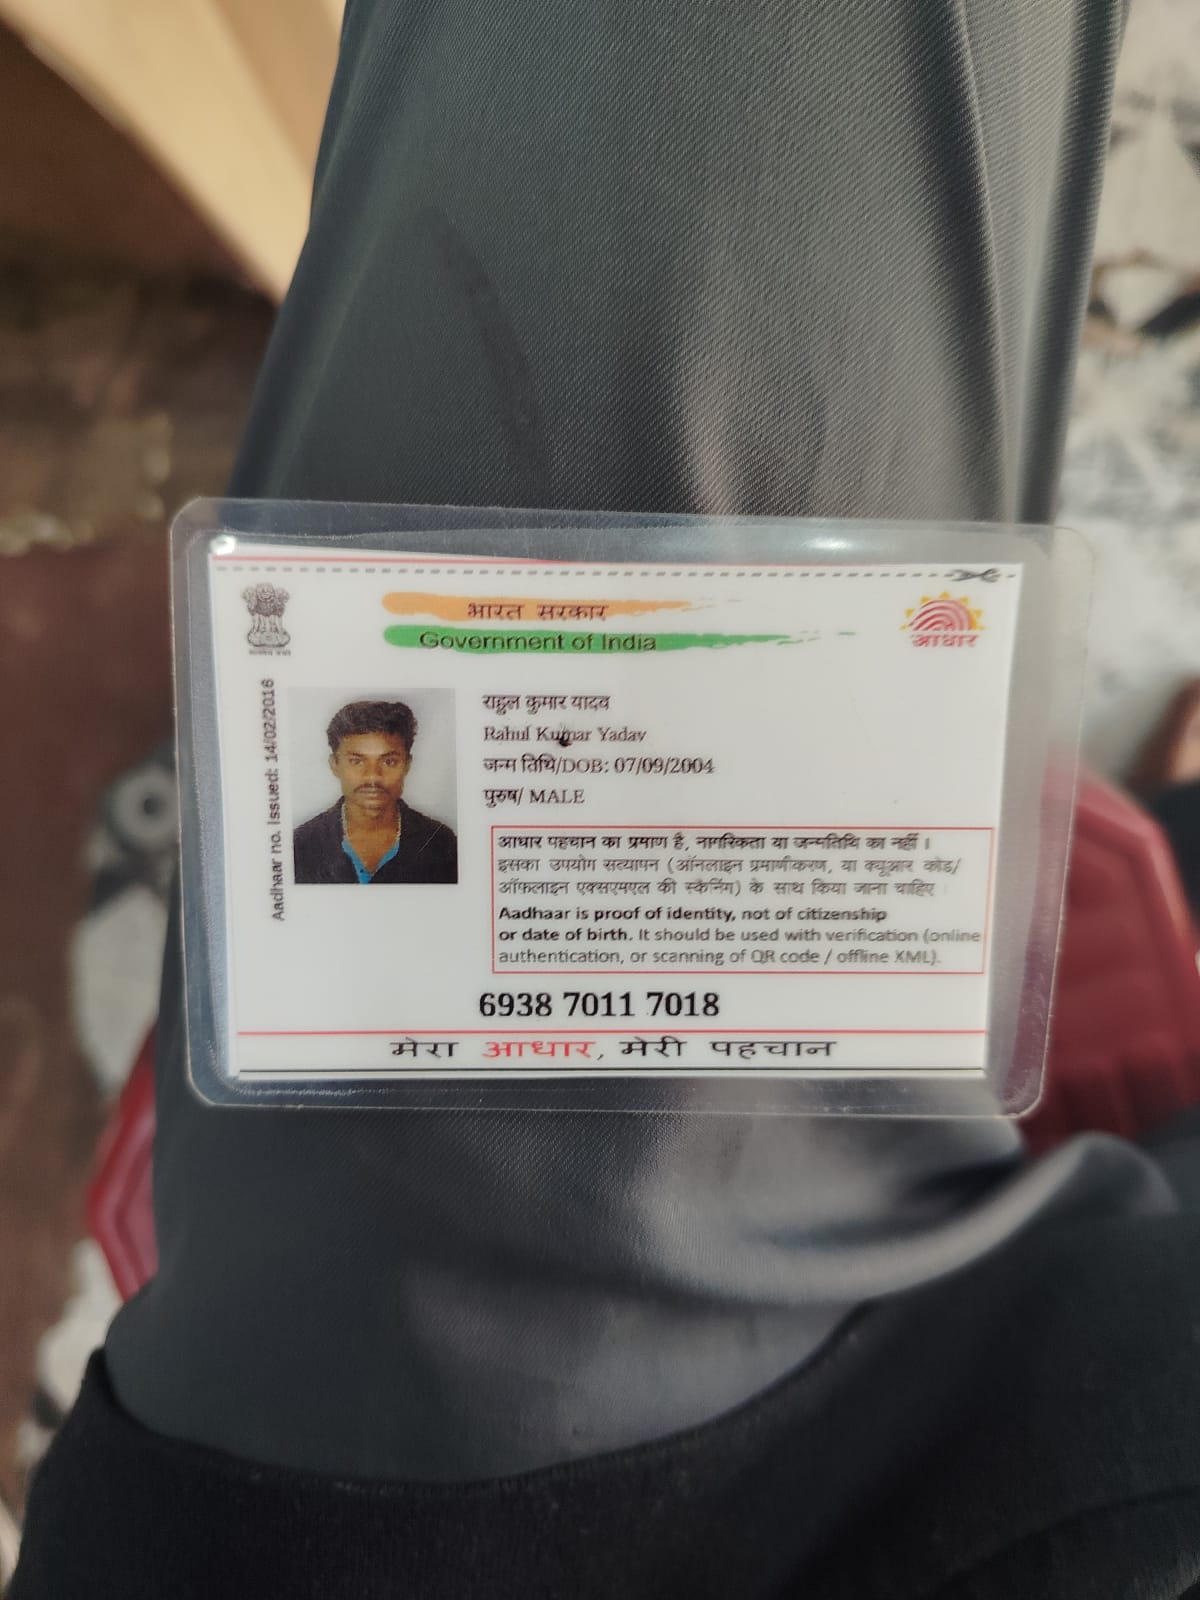 भारत सरकार
Government of India
आधार
Aadhaar no. Issued: 14/02/2016
राहुल कुमार यादव
Rahul Kumar Yadav
जन्म तिथि/DOB: 07/09/2004
पुरुष/ MALE
आधार पहचान का प्रमाण है, नागरिकता या जन्मतिथि का नहीं ।
इसका उपयोग सत्यापन (ऑनलाइन प्रमाणीकरण, या क्यूआर कोड/
ऑफलाइन एक्सएमएल की स्कैनिंग) के साथ किया जाना चाहिए
Aadhaar is proof of identity, not of citizenship
or date of birth. It should be used with verification (online
authentication, or scanning of QR code / offline XML).
6938 7011 7018
मेरा आधार, मेरी पहचान